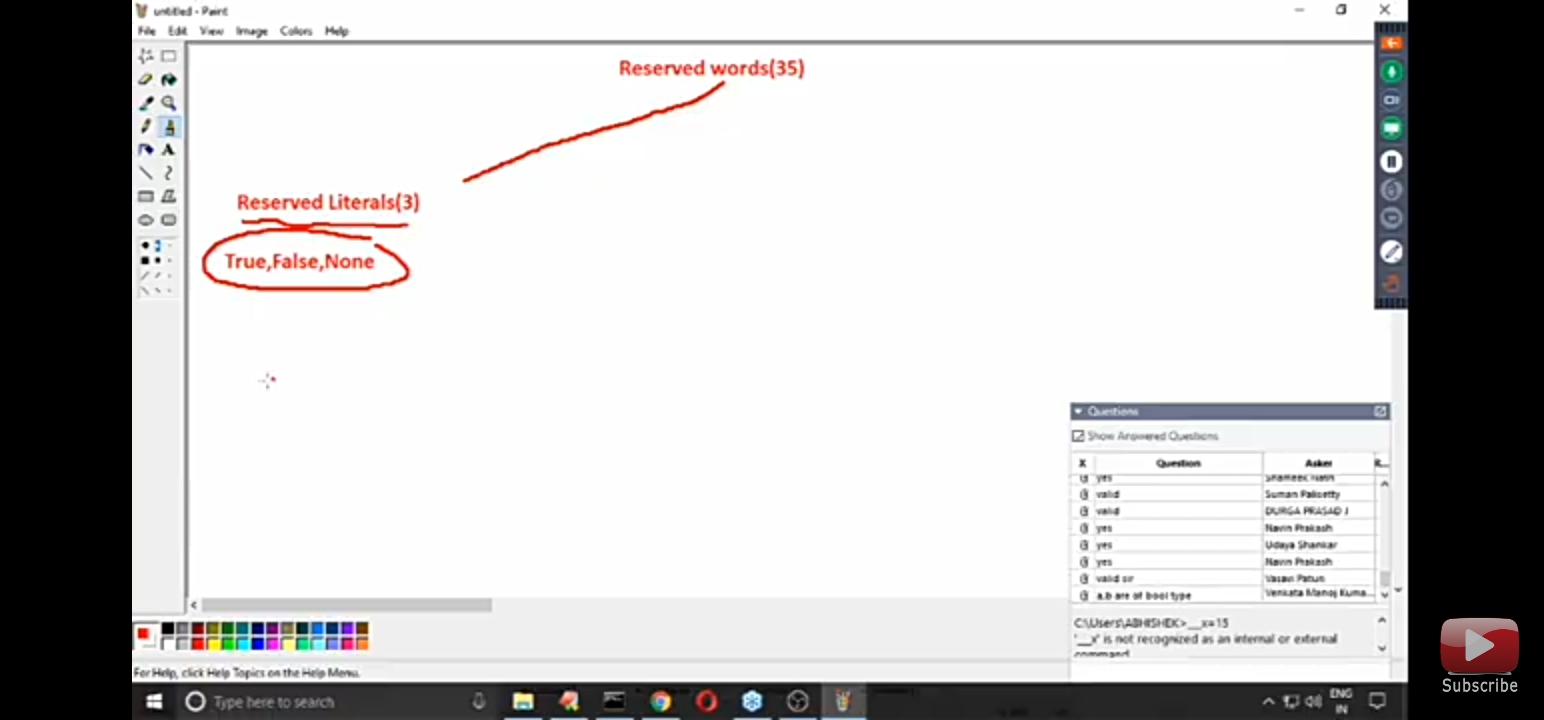 untitled - Paint
File Edit View Image Colors Help
Reserved words(35)
Reserved Literals(3)
True,False,None
Questions
Show Answered Questions
X Question Asker R...
yes Shameek Nath
valid Suman Palisetty
valid DURGA PRASAD J
yes Navin Prakash
yes Udaya Shankar
yes Navin Prakash
valid sir Vasavi Patun
a,b are of bool type Venkata Manoj Kuma...
C:\Users\ABHISHEK>__x=15
'__x' is not recognized as an internal or external
command
For Help, click Help Topics on the Help Menu.
Type here to search
ENG
IN
Subscribe